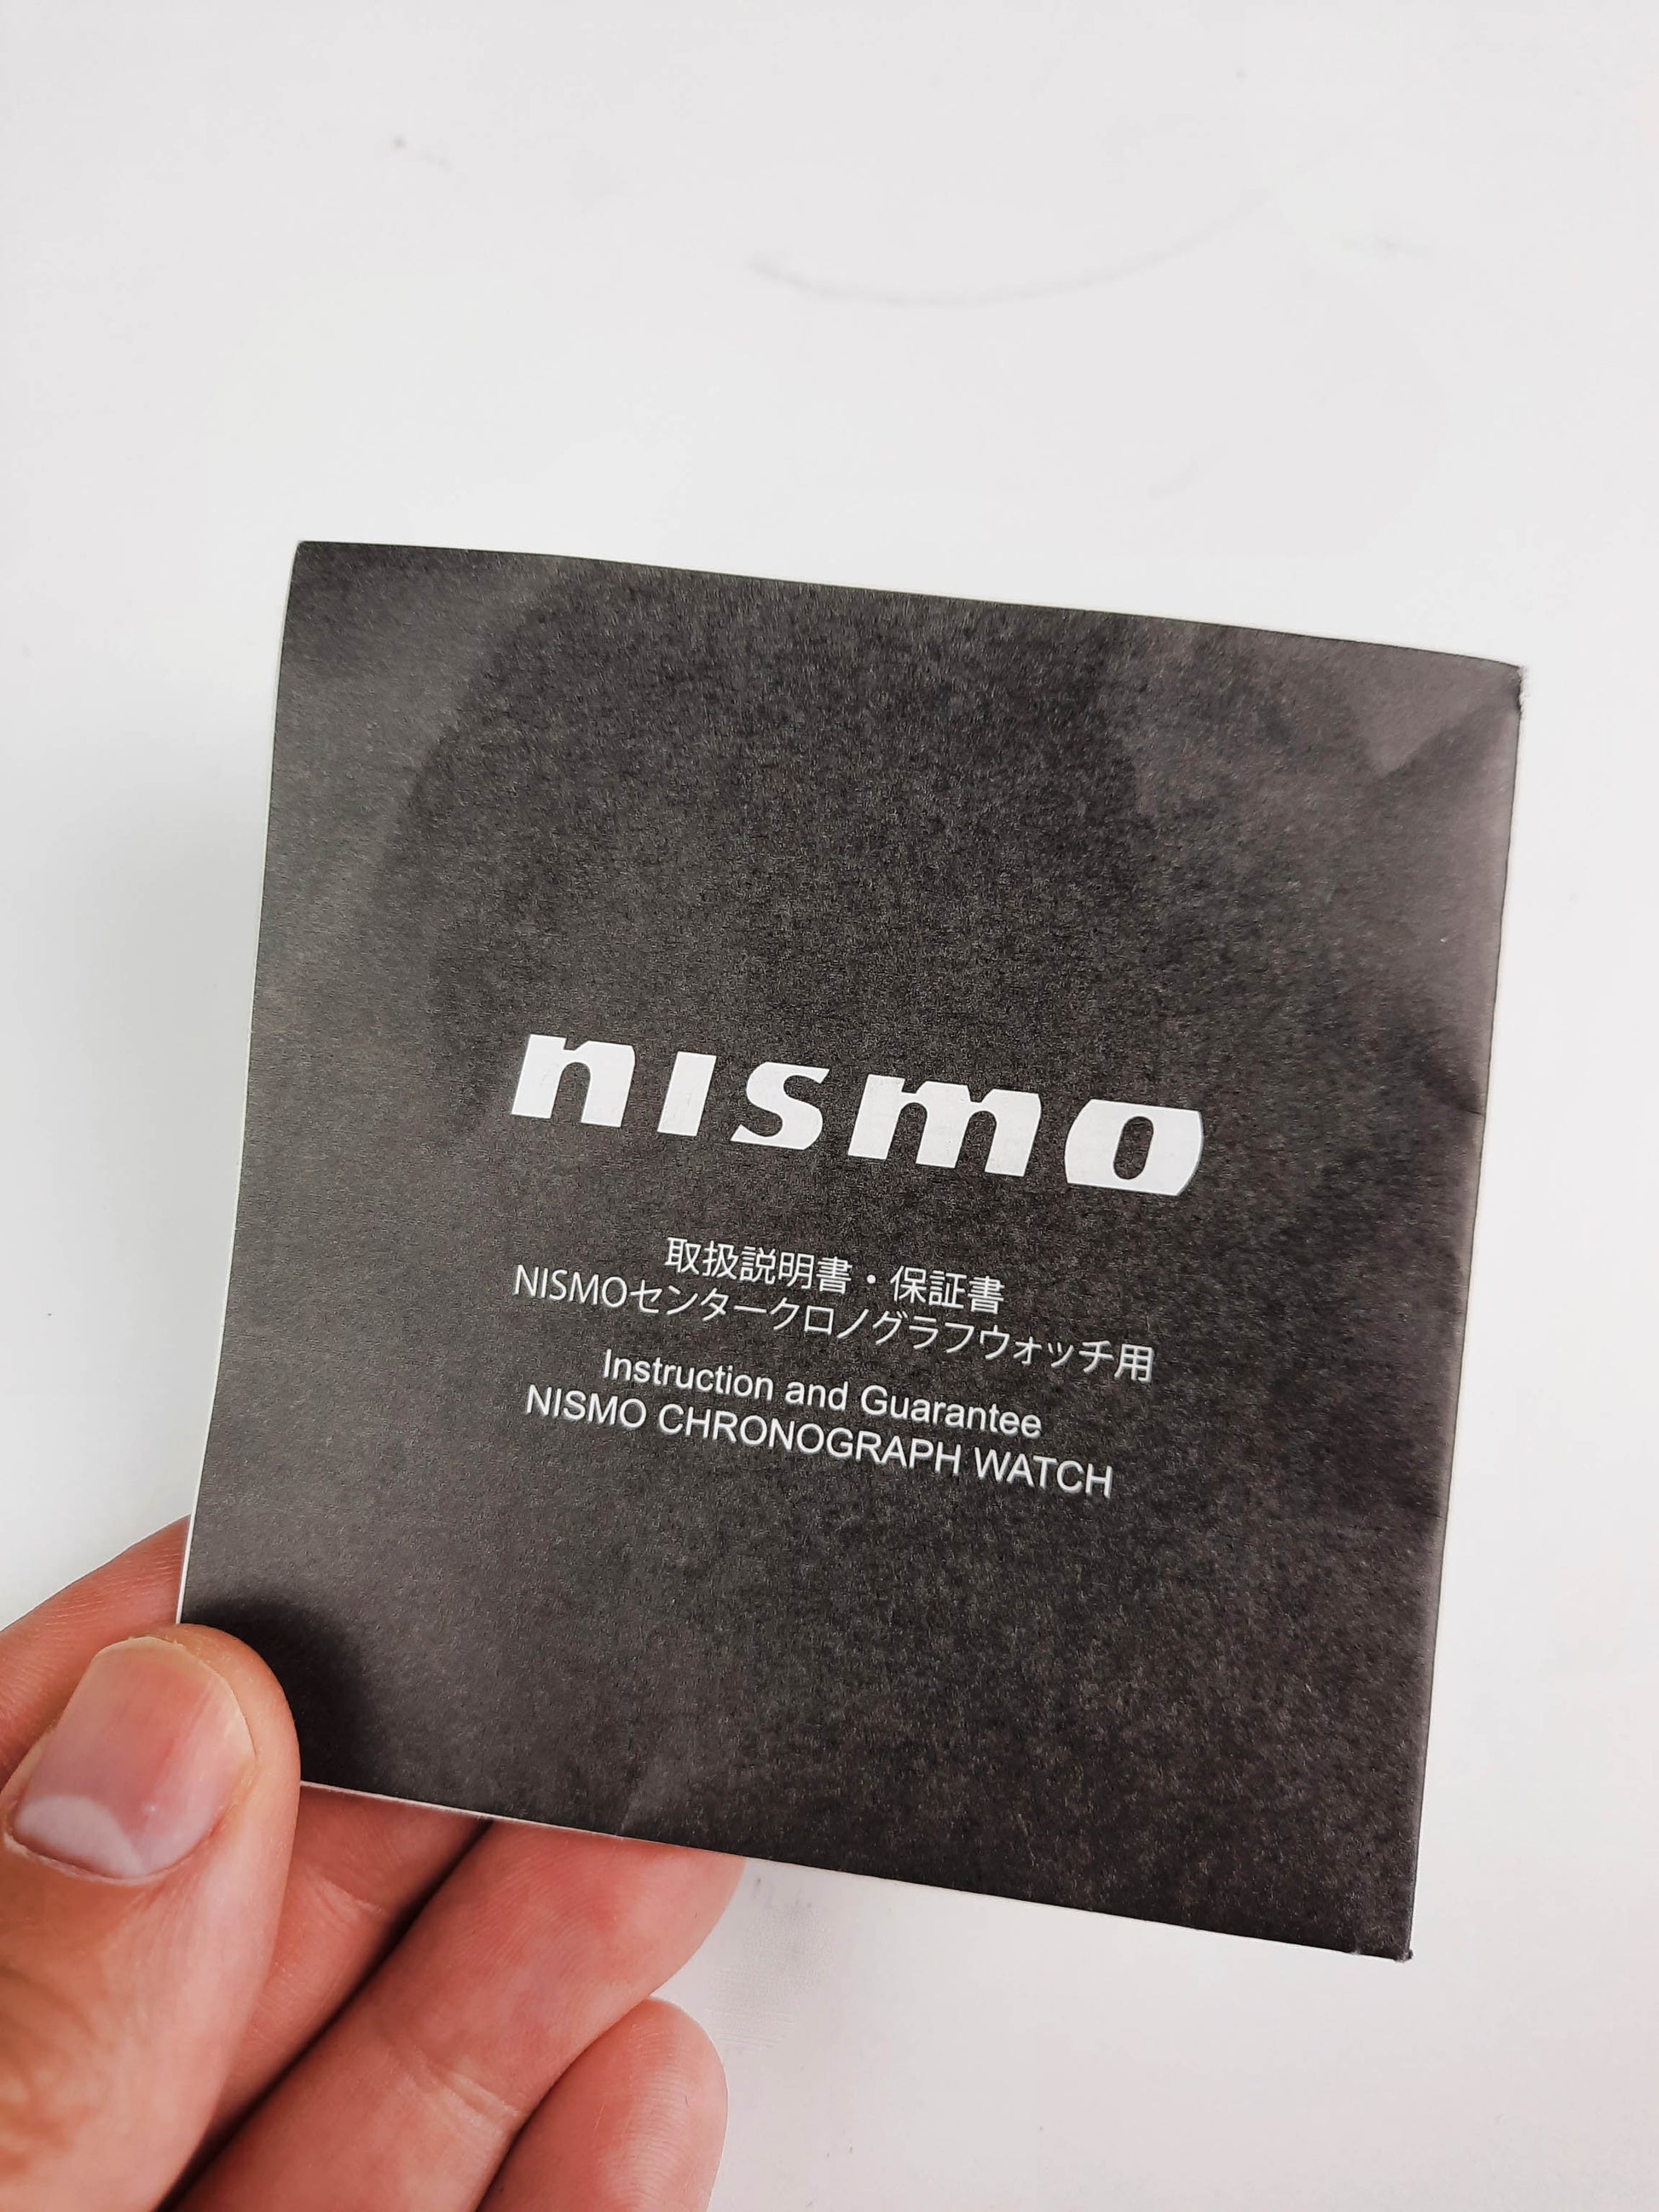 nismo
取扱説明書・保証書
NISMOセンタークロノグラフウォッチ用
Instruction and Guarantee
NISMO CHRONOGRAPH WATCH